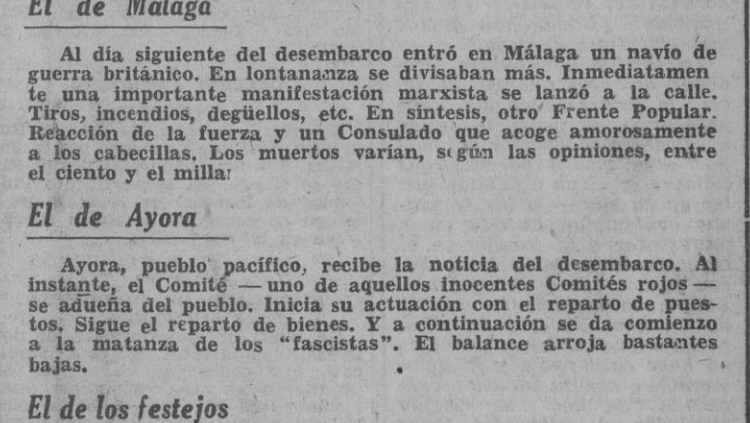 El de Málaga
Al día siguiente del desembarco entró en Málaga un navío de
guerra británico. En lontananza se divisaban más. Inmediatamen
te una importante manifestación marxista se lanzó a la calle.
Tiros, incendios, degüellos, etc. En síntesis, otro Frente Popular.
Reacción de la fuerza y un Consulado que acoge amorosamente
a los cabecillas. Los muertos varían, según las opiniones, entre
el ciento y el millar
El de Ayora
Ayora, pueblo pacífico, recibe la noticia del desembarco. Al
instante, el Comité — uno de aquellos inocentes Comités rojos —
se adueña del pueblo. Inicia su actuación con el reparto de pues-
tos. Sigue el reparto de bienes. Y a continuación se da comienzo
a la matanza de los “fascistas”. El balance arroja bastantes
bajas.
El de los festejos